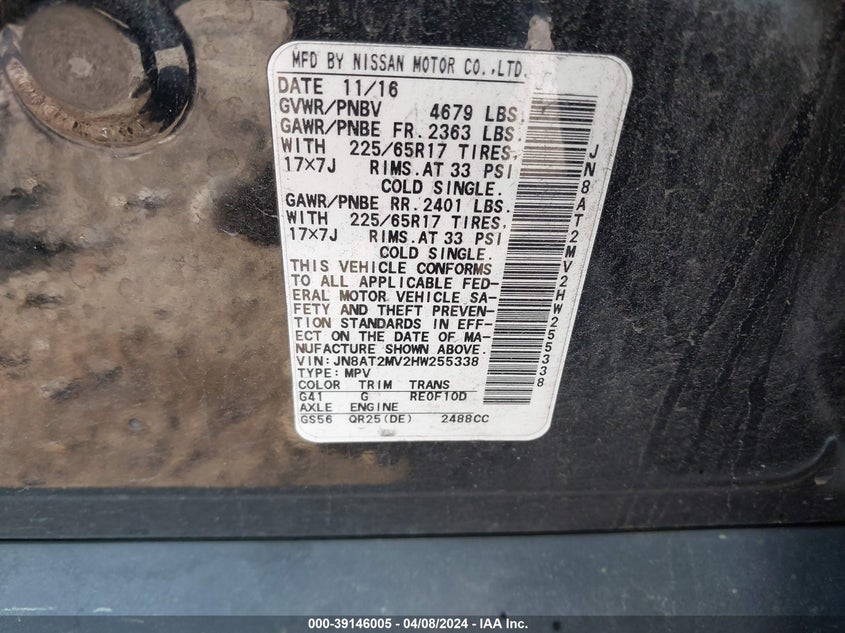 MFD BY NISSAN MOTOR CO.,LTD.
DATE 11/16
GVWR/PNBV 4679 LBS.
GAWR/PNBE FR. 2363 LBS.
WITH 225/65R17 TIRES,
17×7J RIMS.AT 33 PSI
COLD SINGLE.
GAWR/PNBE RR. 2401 LBS.
WITH 225/65R17 TIRES,
17×7J RIMS.AT 33 PSI
COLD SINGLE.
THIS VEHICLE CONFORMS
TO ALL APPLICABLE FED-
ERAL MOTOR VEHICLE SA-
FETY AND THEFT PREVEN-
TION STANDARDS IN EFF-
ECT ON THE DATE OF MA-
NUFACTURE SHOWN ABOVE.
VIN: JN8AT2MV2HW255338
TYPE: MPV
COLOR TRIM TRANS
G41 G RE0F10D
AXLE ENGINE
GS56 QR25(DE) 2488CC
JN8AT2MV2HW255338
000-39146005 - 04/08/2024 - IAA Inc.